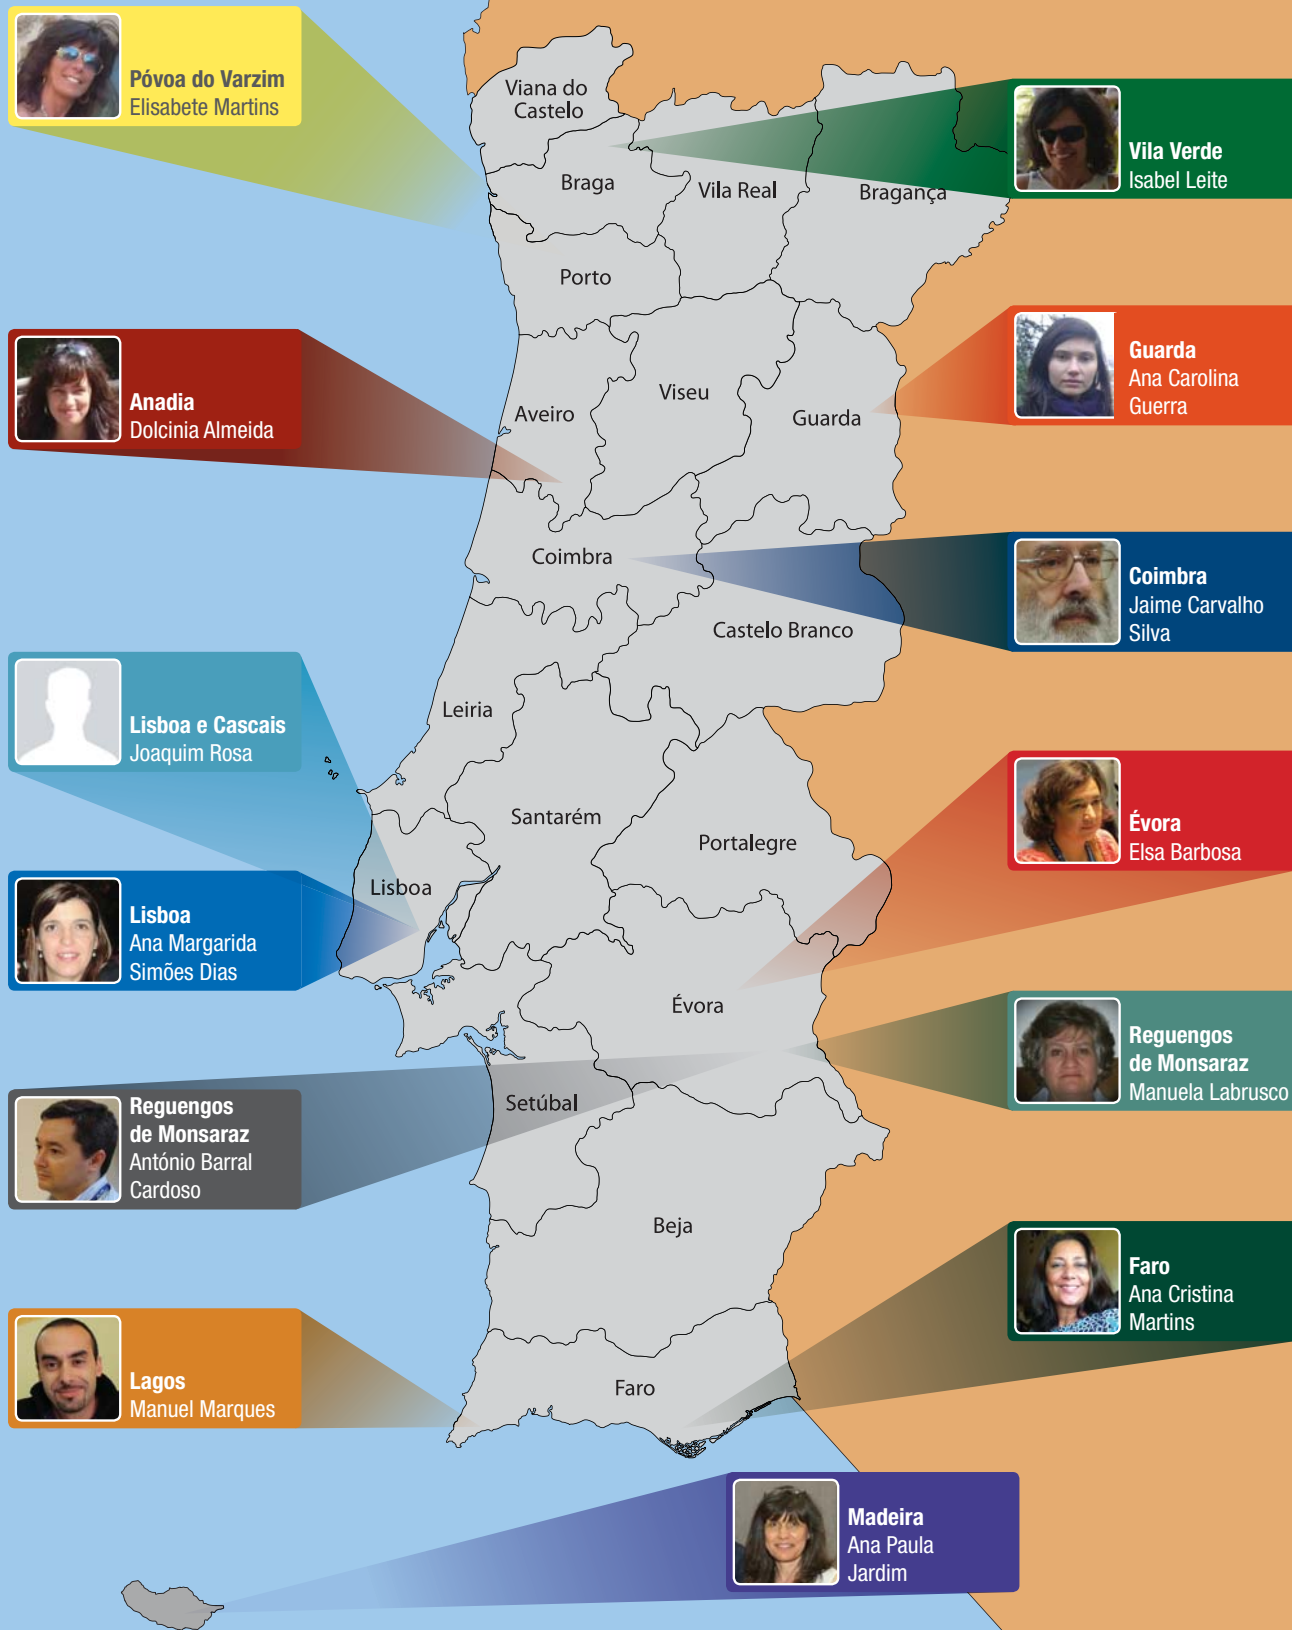 Póvoa do Varzim
Elisabete Martins
Viana do
Castelo
Vila Verde
Isabel Leite
Braga
Vila Real
Bragança
Porto
Guarda
Ana Carolina
Guerra
Anadia
Dolcinia Almeida
Aveiro
Viseu
Guarda
Coimbra
Coimbra
Jaime Carvalho
Silva
Castelo Branco
Lisboa e Cascais
Joaquim Rosa
Leiria
Santarém
Portalegre
Évora
Elsa Barbosa
Lisboa
Lisboa
Ana Margarida
Simões Dias
Évora
Reguengos
de Monsaraz
Manuela Labrusco
Reguengos
de Monsaraz
António Barral
Cardoso
Setúbal
Beja
Faro
Ana Cristina
Martins
Lagos
Manuel Marques
Faro
Madeira
Ana Paula
Jardim